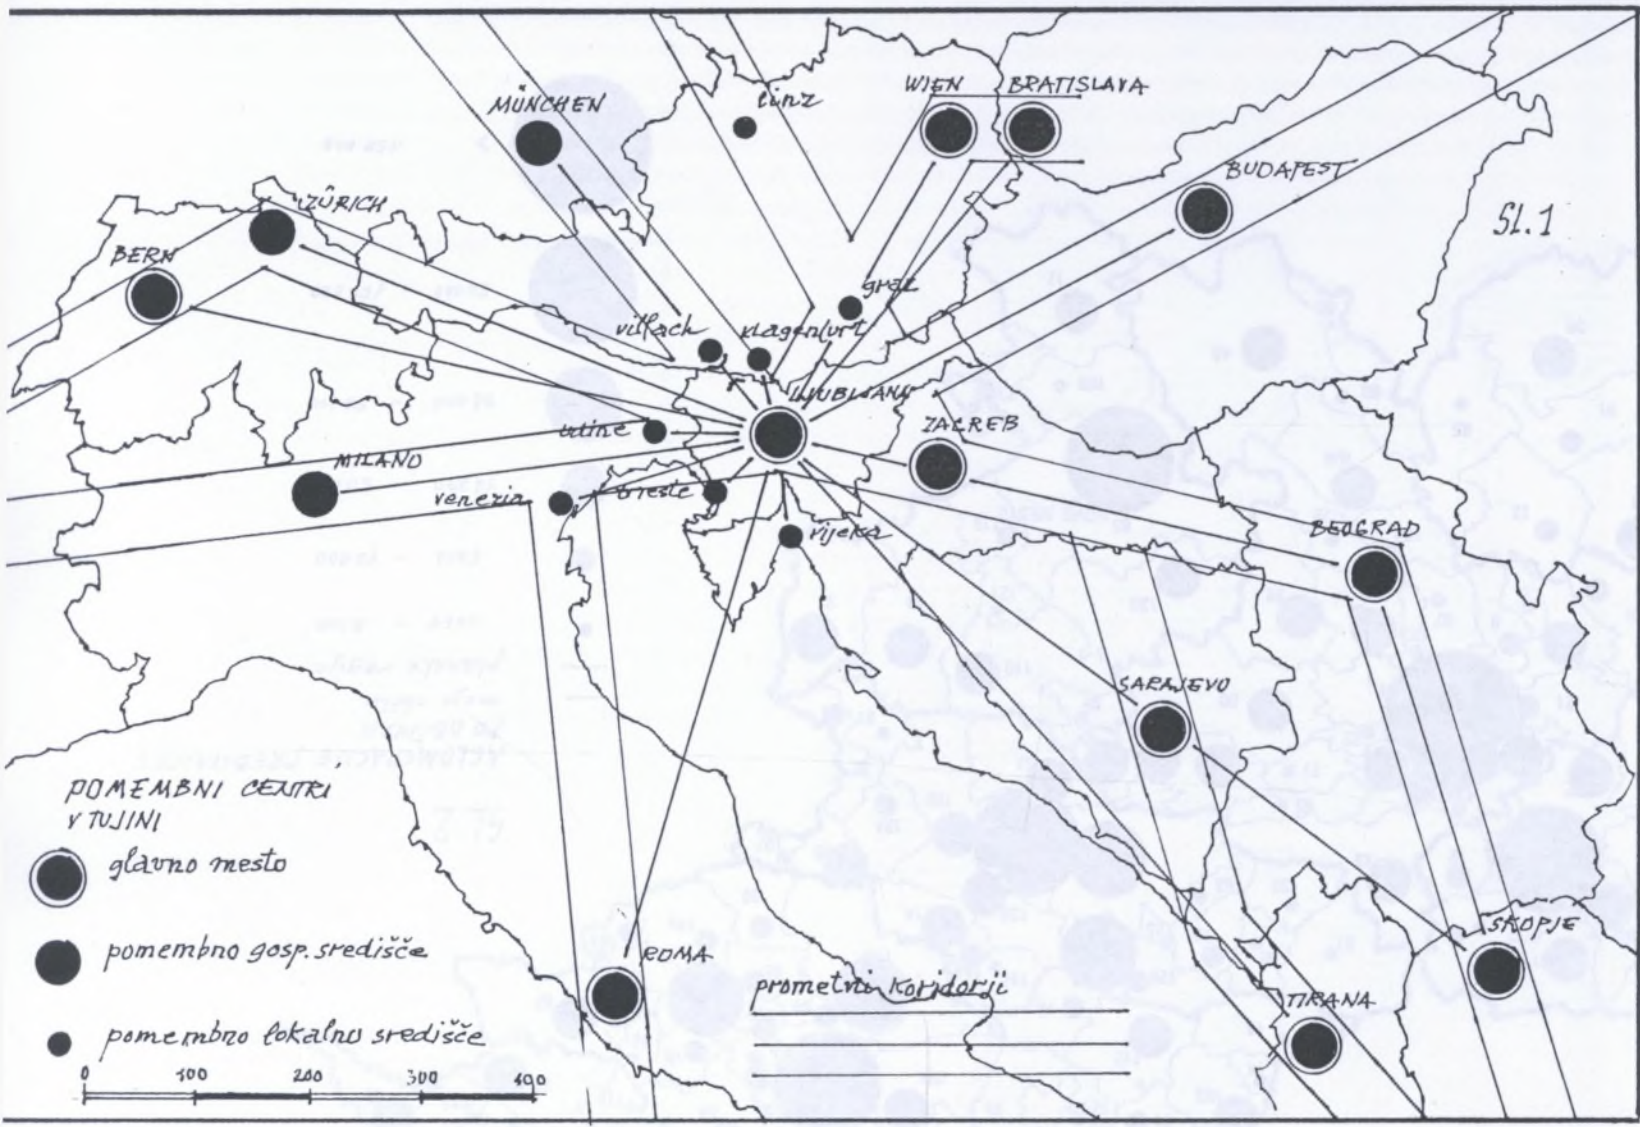 MÜNCHEN
linz
WIEN
BRATISLAVA
BUDAPEST
Sl.1
ZÜRICH
BERN
graz
villach
klagenfurt
LJUBLJANA
ZAGREB
udine
MILANO
venezia
trieste
rijeka
BEOGRAD
SARAJEVO
SKOPJE
ROMA
TIRANA
POMEMBNI CENTRI
V TUJINI
glavno mesto
pomembno gosp. središče
pomembno lokalno središče
prometni koridorji
0 100 200 300 400